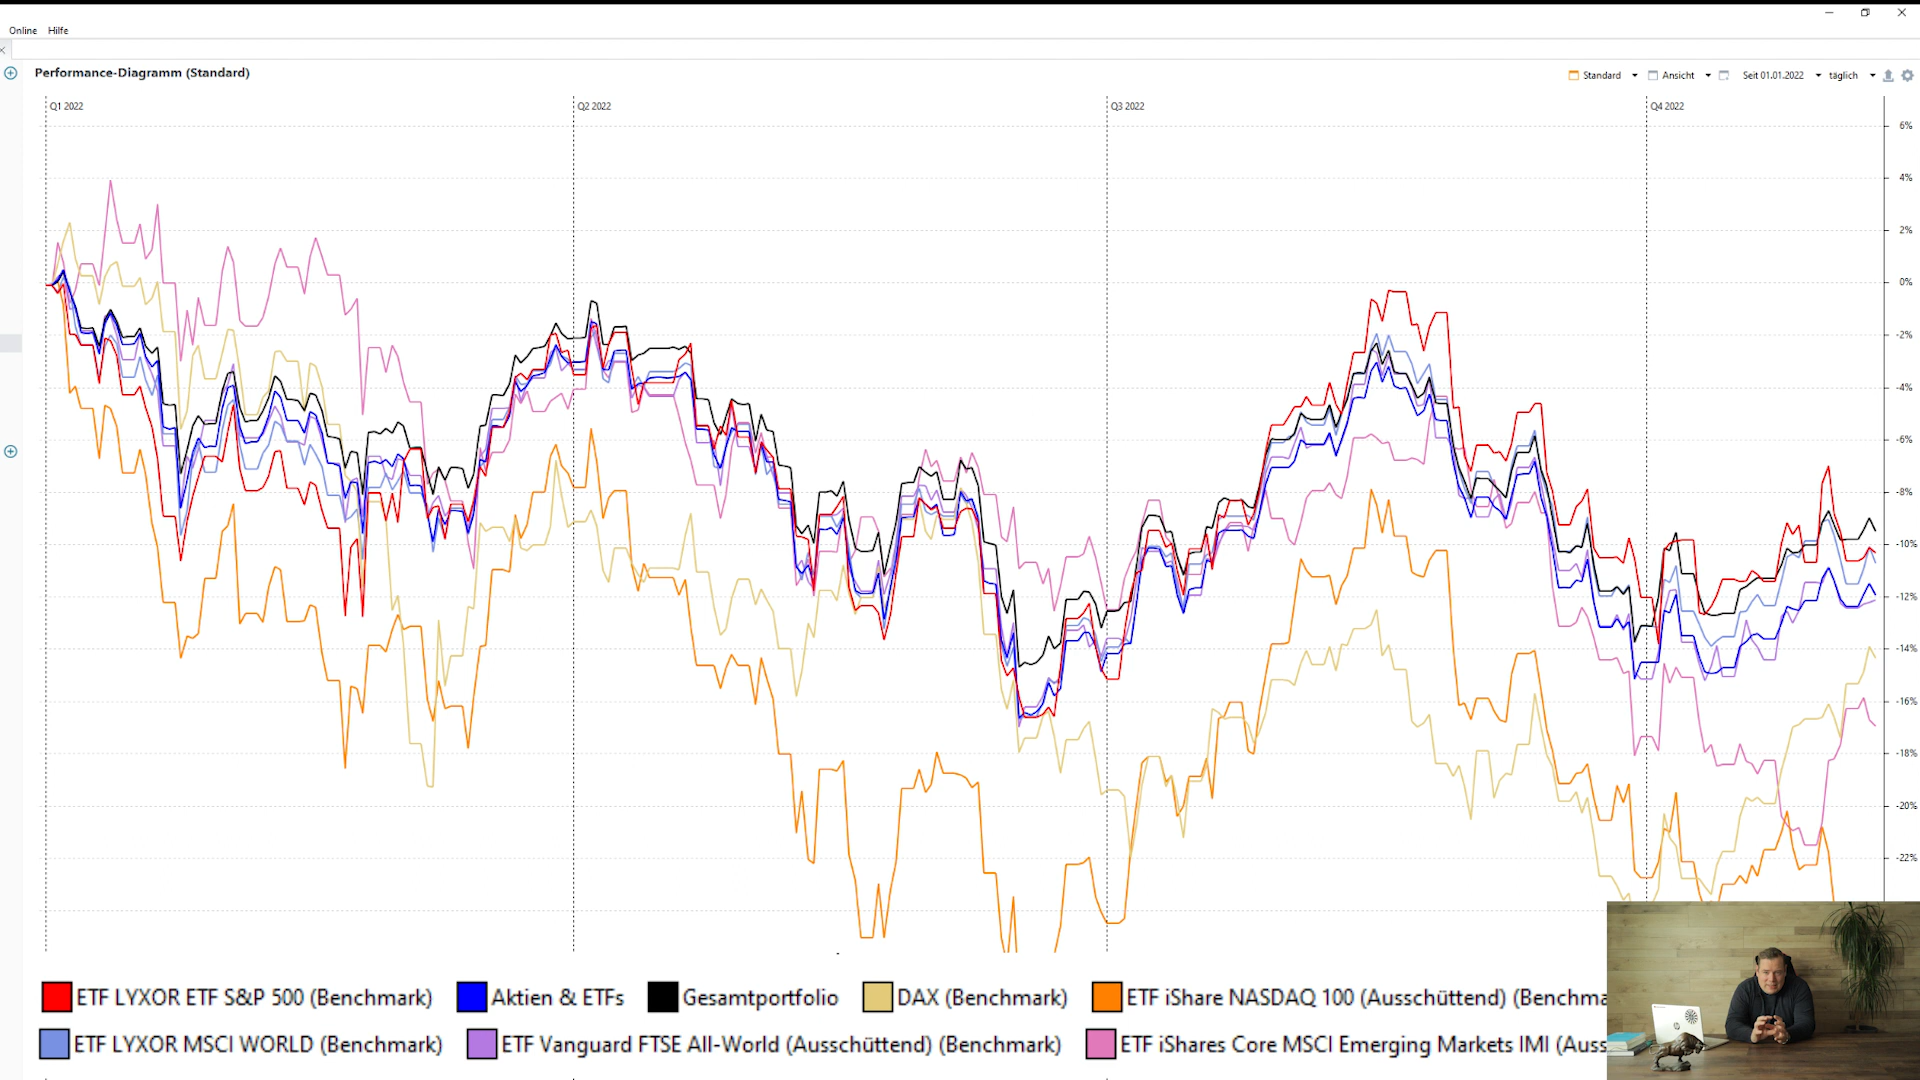 Online Hilfe
Performance-Diagramm (Standard)
Standard Ansicht Seit 01.01.2022 täglich
Q1 2022 Q2 2022 Q3 2022 Q4 2022
6%
4%
2%
0%
-2%
-4%
-6%
-8%
-10%
-12%
-14%
-16%
-18%
-20%
-22%
ETF LYXOR ETF S&P 500 (Benchmark) Aktien & ETFs Gesamtportfolio DAX (Benchmark) ETF iShare NASDAQ 100 (Ausschüttend) (Benchma
ETF LYXOR MSCI WORLD (Benchmark) ETF Vanguard FTSE All-World (Ausschüttend) (Benchmark) ETF iShares Core MSCI Emerging Markets IMI (Auss